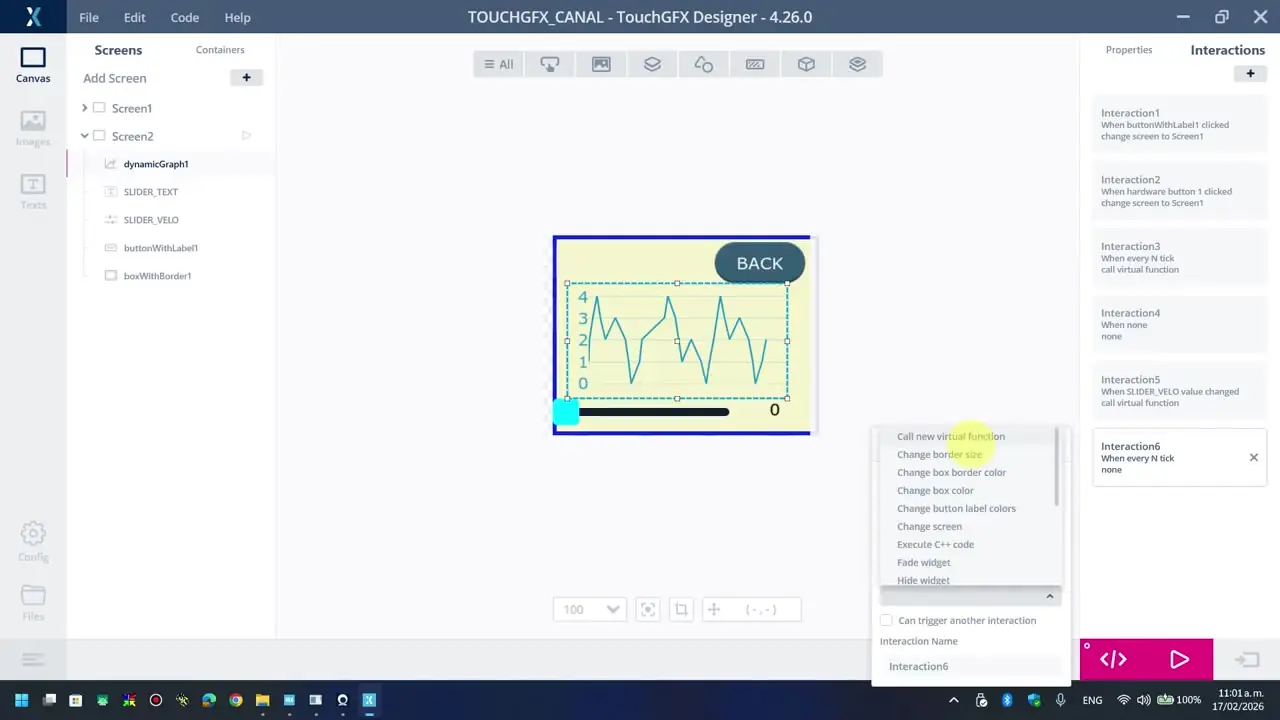 File Edit Code Help
TOUCHGFX_CANAL - TouchGFX Designer - 4.26.0
Canvas
Images
Texts
Config
Files
Screens
Containers
Add Screen
+
Screen1
Screen2
dynamicGraph1
SLIDER_TEXT
SLIDER_VELO
buttonWithLabel1
boxWithBorder1
All
BACK
4
3
2
1
0
0
100
( - , - )
Properties
Interactions
+
Interaction1
When buttonWithLabel1 clicked
change screen to Screen1
Interaction2
When hardware button 1 clicked
change screen to Screen1
Interaction3
When every N tick
call virtual function
Interaction4
When none
none
Interaction5
When SLIDER_VELO value changed
call virtual function
Interaction6
When every N tick
none
Call new virtual function
Change border size
Change box border color
Change box color
Change button label colors
Change screen
Execute C++ code
Fade widget
Hide widget
Can trigger another interaction
Interaction Name
Interaction6
ENG
100%
11:01 a.m.
17/02/2026